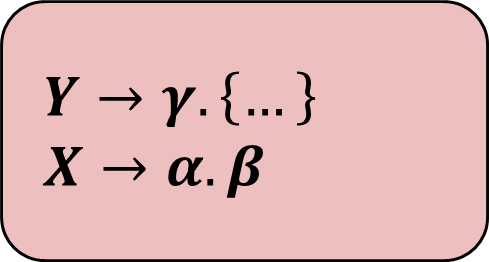 Y → γ.{… }
X → α.β